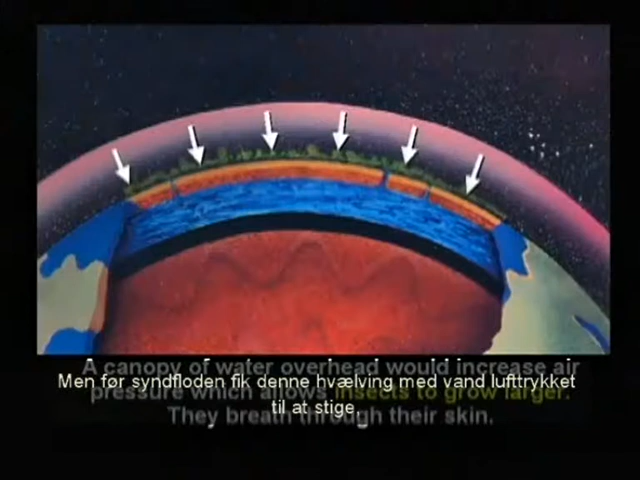 A canopy of water overhead would increase air
Men før syndfloden fik denne hvælving med vand lufttrykket
pressure which allows insects to grow larger.
til at stige.
They breath through their skin.